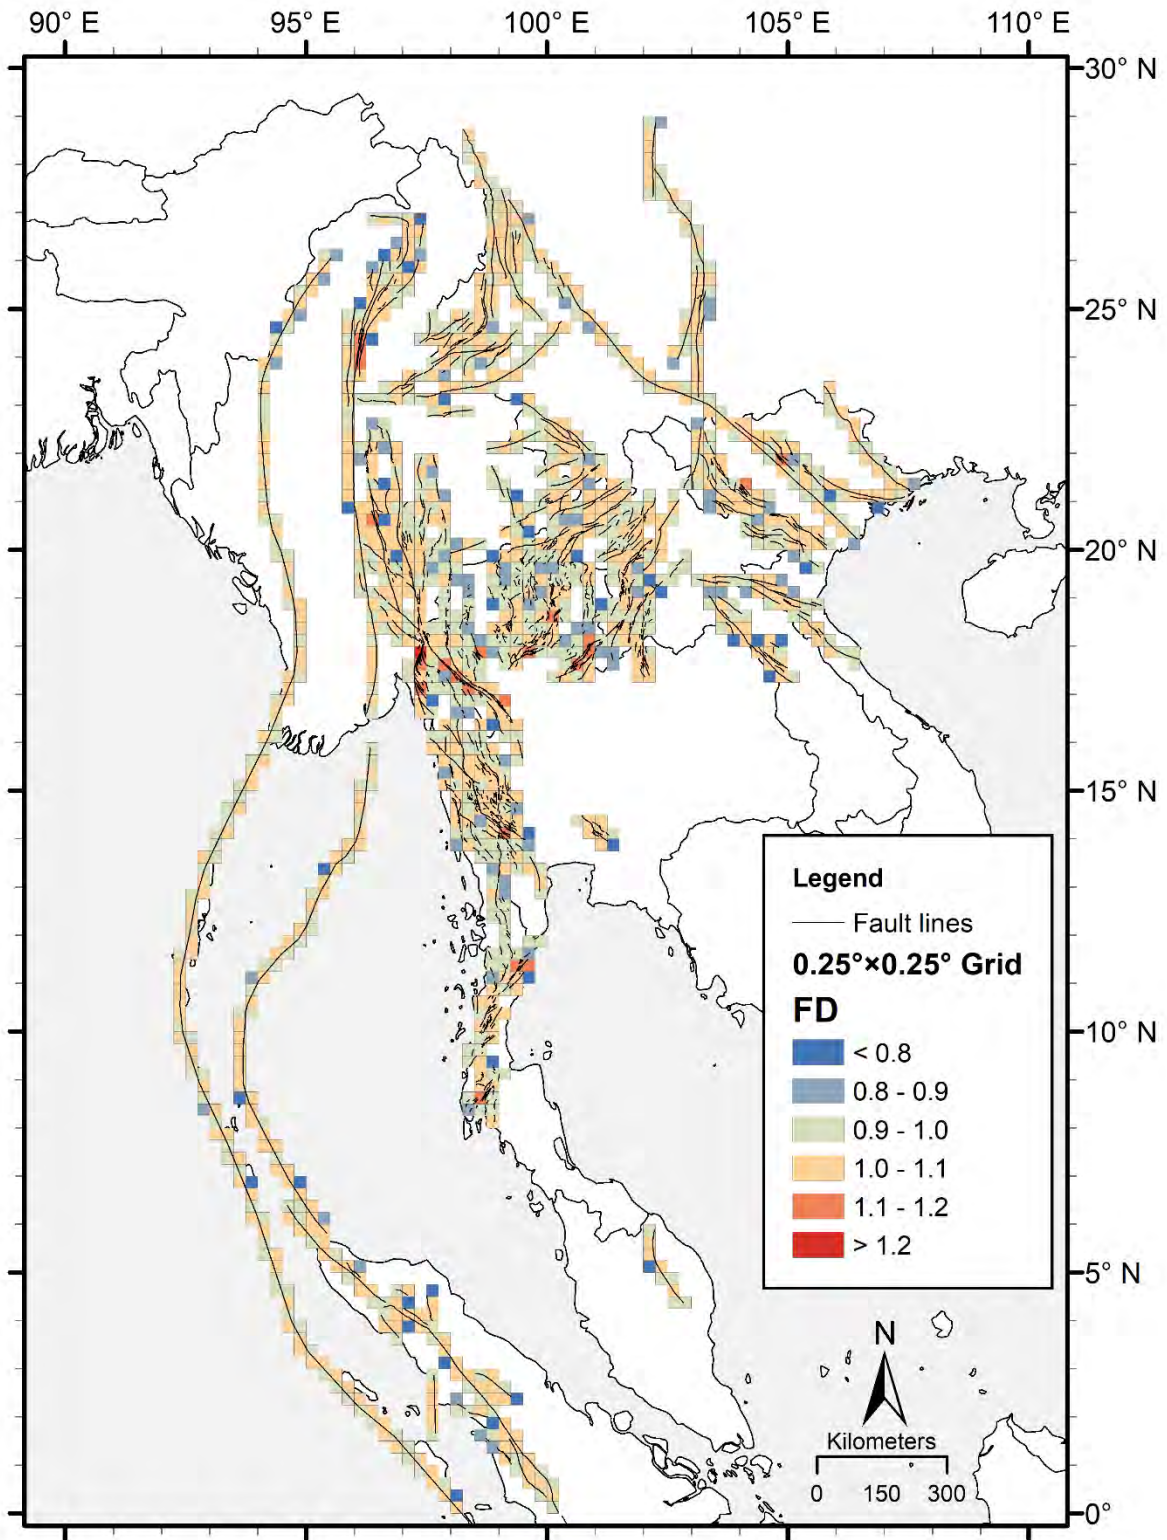 90° E 95° E 100° E 105° E 110° E
30° N
25° N
20° N
15° N
Legend
Fault lines
0.25°×0.25° Grid
FD
< 0.8
0.8 - 0.9
0.9 - 1.0
1.0 - 1.1
1.1 - 1.2
> 1.2
10° N
5° N
N
Kilometers
0 150 300
0°